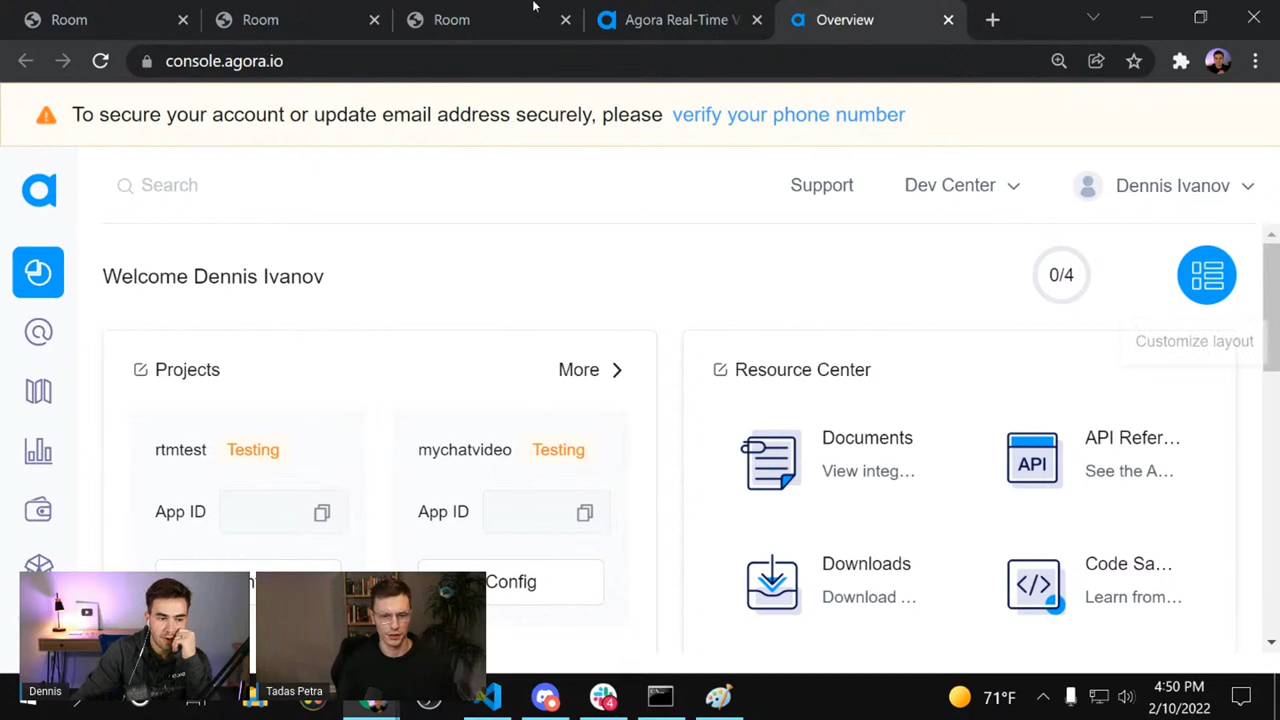 Room
Room
Room
Agora Real-Time V
Overview
console.agora.io
To secure your account or update email address securely, please verify your phone number
Search
Support
Dev Center
Dennis Ivanov
Welcome Dennis Ivanov
0/4
Customize layout
Projects
More
Resource Center
rtmtest Testing
mychatvideo Testing
App ID
App ID
Config
Documents
View integ...
API Refer...
See the A...
API
Downloads
Download ...
Code Sa...
Learn from...
Dennis
Tadas Petra
4
71°F
4:50 PM
2/10/2022